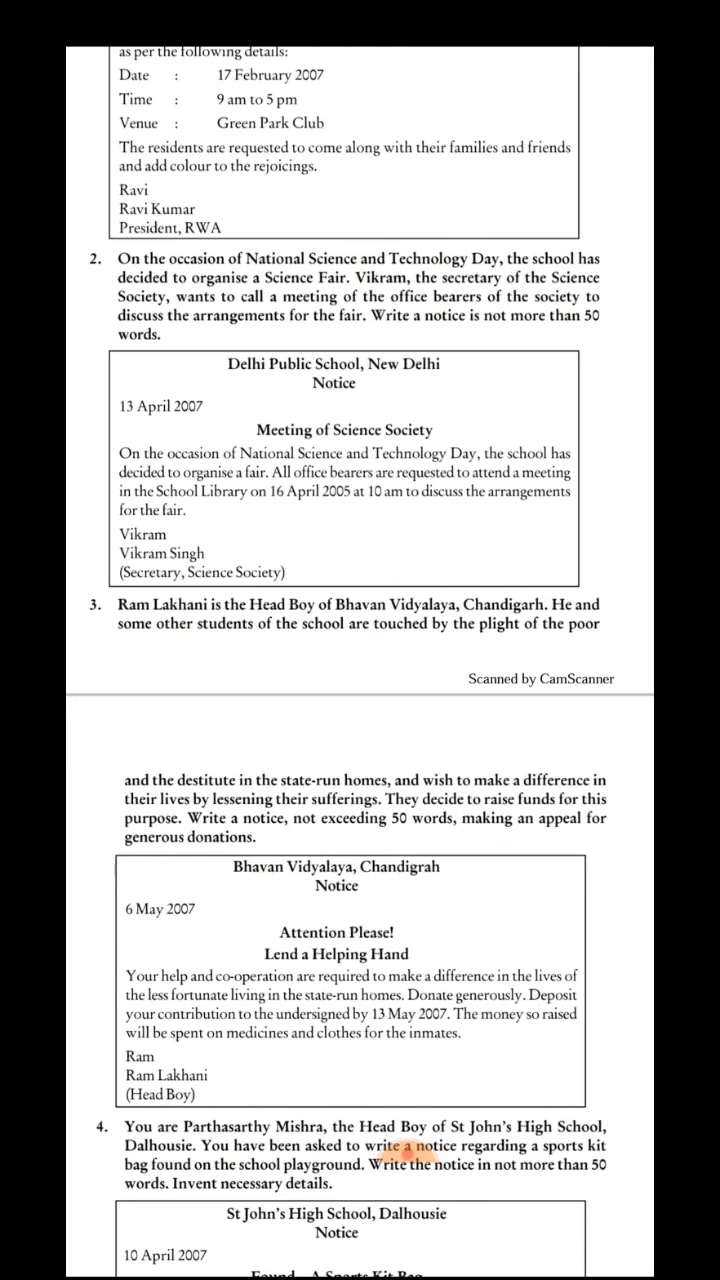 as per the following details:
Date : 17 February 2007
Time : 9 am to 5 pm
Venue : Green Park Club
The residents are requested to come along with their families and friends
and add colour to the rejoicings.
Ravi
Ravi Kumar
President, RWA
2. On the occasion of National Science and Technology Day, the school has
decided to organise a Science Fair. Vikram, the secretary of the Science
Society, wants to call a meeting of the office bearers of the society to
discuss the arrangements for the fair. Write a notice is not more than 50
words.
Delhi Public School, New Delhi
Notice
13 April 2007
Meeting of Science Society
On the occasion of National Science and Technology Day, the school has
decided to organise a fair. All office bearers are requested to attend a meeting
in the School Library on 16 April 2005 at 10 am to discuss the arrangements
for the fair.
Vikram
Vikram Singh
(Secretary, Science Society)
3. Ram Lakhani is the Head Boy of Bhavan Vidyalaya, Chandigarh. He and
some other students of the school are touched by the plight of the poor
Scanned by CamScanner
and the destitute in the state-run homes, and wish to make a difference in
their lives by lessening their sufferings. They decide to raise funds for this
purpose. Write a notice, not exceeding 50 words, making an appeal for
generous donations.
Bhavan Vidyalaya, Chandigrah
Notice
6 May 2007
Attention Please!
Lend a Helping Hand
Your help and co-operation are required to make a difference in the lives of
the less fortunate living in the state-run homes. Donate generously. Deposit
your contribution to the undersigned by 13 May 2007. The money so raised
will be spent on medicines and clothes for the inmates.
Ram
Ram Lakhani
(Head Boy)
4. You are Parthasarthy Mishra, the Head Boy of St John's High School,
Dalhousie. You have been asked to write a notice regarding a sports kit
bag found on the school playground. Write the notice in not more than 50
words. Invent necessary details.
St John's High School, Dalhousie
Notice
10 April 2007
Found – A Sports Kit Bag